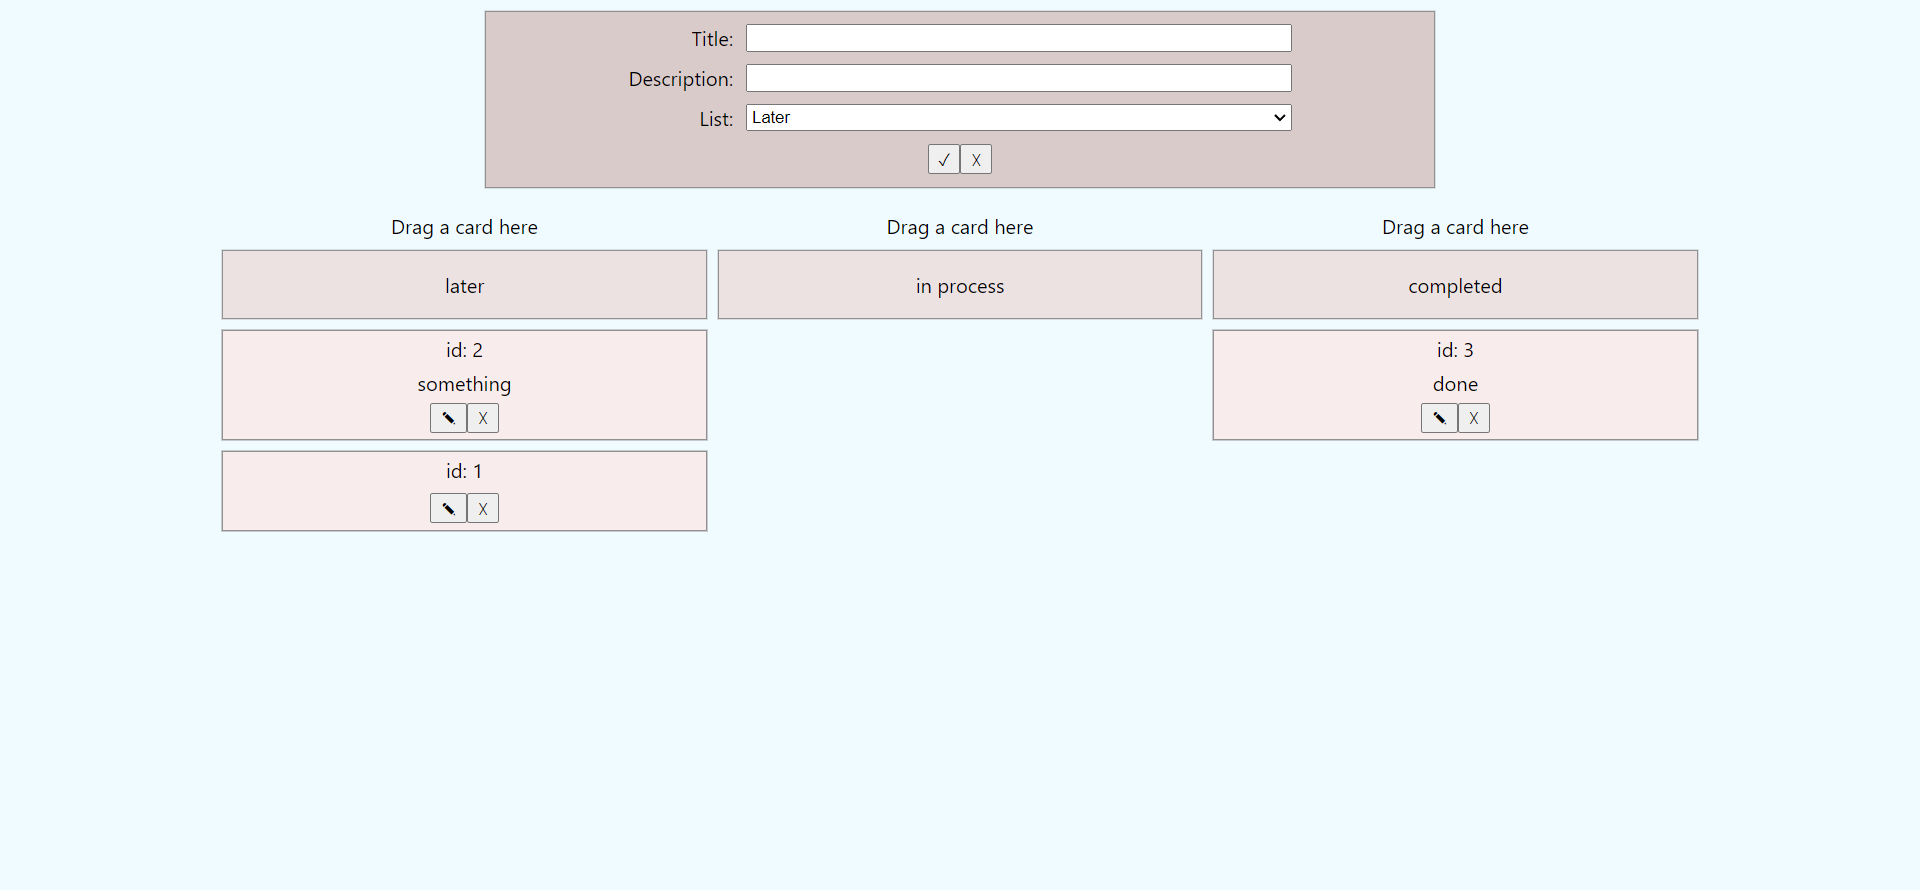 Title:
Description:
List: Later
✓ X
Drag a card here
Drag a card here
Drag a card here
later
in process
completed
id: 2
something
✎ X
id: 3
done
✎ X
id: 1
✎ X